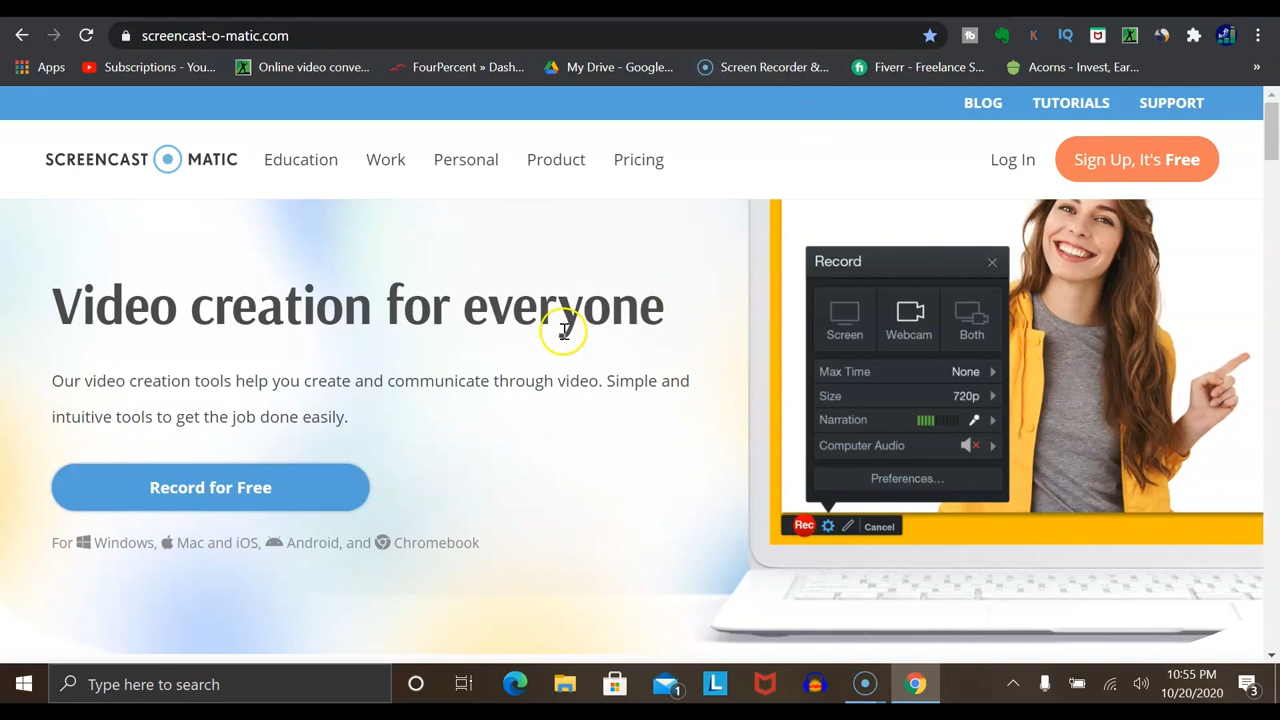 screencast-o-matic.com
Apps
Subscriptions - You...
Online video conve...
FourPercent » Dash...
My Drive - Google...
Screen Recorder &...
Fiverr - Freelance S...
Acorns - Invest, Ear...
»
BLOG TUTORIALS SUPPORT
SCREENCAST O MATIC Education Work Personal Product Pricing Log In Sign Up, It's Free
Video creation for everyone
Our video creation tools help you create and communicate through video. Simple and
intuitive tools to get the job done easily.
Record for Free
For Windows, Mac and iOS, Android, and Chromebook
Record
Screen Webcam Both
Max Time None
Size 720p
Narration
Computer Audio
Preferences...
Rec Cancel
Type here to search
1
L
10:55 PM
10/20/2020
3